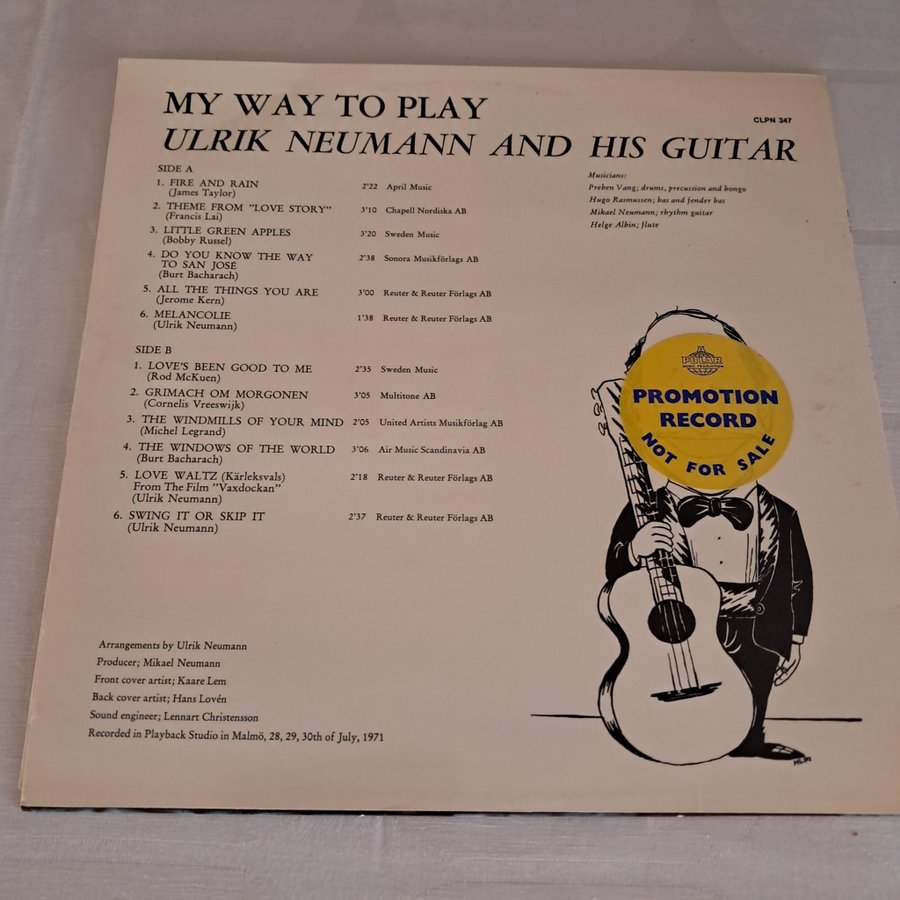 MY WAY TO PLAY
CLPN 347
ULRIK NEUMANN AND HIS GUITAR
SIDE A
1. FIRE AND RAIN 2'22 April Music
(James Taylor)
2. THEME FROM "LOVE STORY" 3'10 Chapell Nordiska AB
(Francis Lai)
3. LITTLE GREEN APPLES 3'20 Sweden Music
(Bobby Russel)
4. DO YOU KNOW THE WAY 2'38 Sonora Musikförlags AB
TO SAN JOSÉ
(Burt Bacharach)
5. ALL THE THINGS YOU ARE 3'00 Reuter & Reuter Förlags AB
(Jerome Kern)
6. MELANCOLIE 1'38 Reuter & Reuter Förlags AB
(Ulrik Neumann)
SIDE B
1. LOVE'S BEEN GOOD TO ME 2'35 Sweden Music
(Rod McKuen)
2. GRIMACH OM MORGONEN 3'05 Multitone AB
(Cornelis Vreeswijk)
3. THE WINDMILLS OF YOUR MIND 2'05 United Artists Musikförlag AB
(Michel Legrand)
4. THE WINDOWS OF THE WORLD 3'06 Air Music Scandinavia AB
(Burt Bacharach)
5. LOVE WALTZ (Kärleksvals) 2'18 Reuter & Reuter Förlags AB
From The Film "Vaxdockan"
(Ulrik Neumann)
6. SWING IT OR SKIP IT 2'37 Reuter & Reuter Förlags AB
(Ulrik Neumann)
Musicians:
Preben Vang; drums, precussion and bongo
Hugo Rasmussen; bas and fender bas
Mikael Neumann; rhythm guitar
Helge Albin; flute
POLAR
PROMOTION
RECORD
NOT FOR SALE
Arrangements by Ulrik Neumann
Producer; Mikael Neumann
Front cover artist; Kaare Lem
Back cover artist; Hans Lovén
Sound engineer; Lennart Christensson
Recorded in Playback Studio in Malmö, 28, 29, 30th of July, 1971